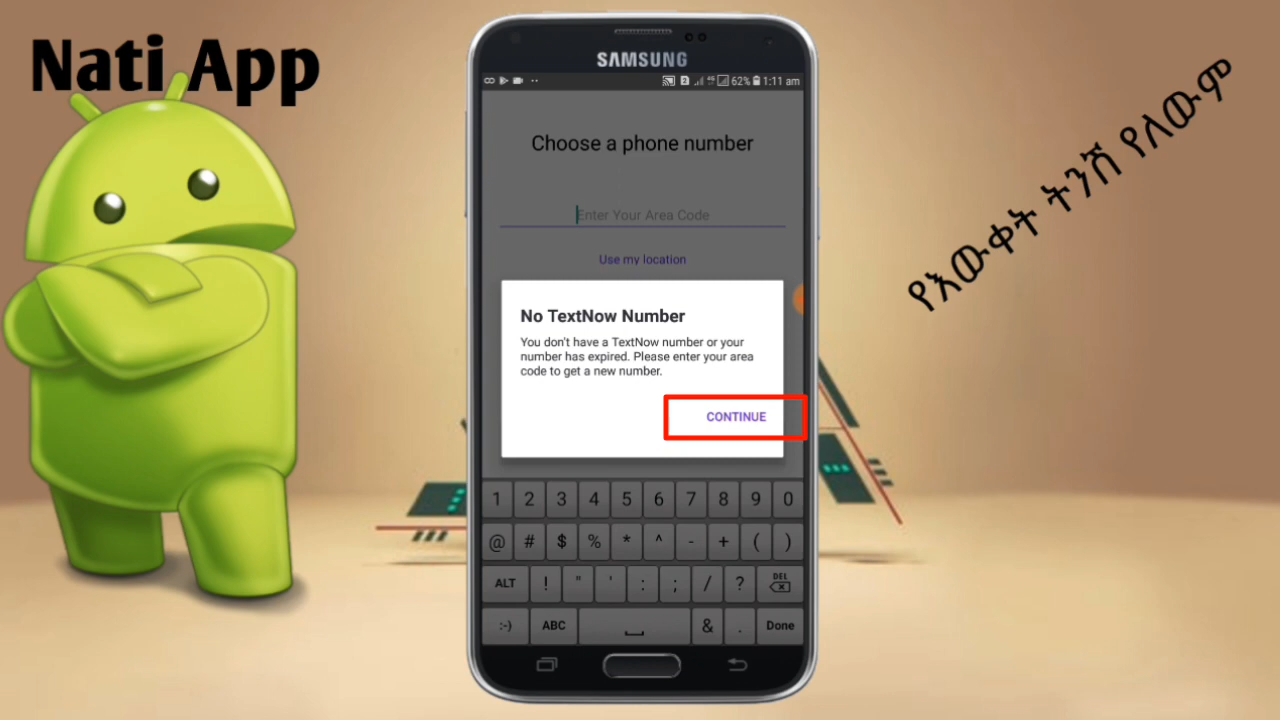 Nati App
የእውቀት ትንሽ የለውም
SAMSUNG
62% 1:11 am
Choose a phone number
Enter Your Area Code
Use my location
No TextNow Number
You don't have a TextNow number or your
number has expired. Please enter your area
code to get a new number.
CONTINUE
1 2 3 4 5 6 7 8 9 0
@ # $ % * ^ - + ( )
ALT ! " ' : ; / ? DEL
:-) ABC & . Done